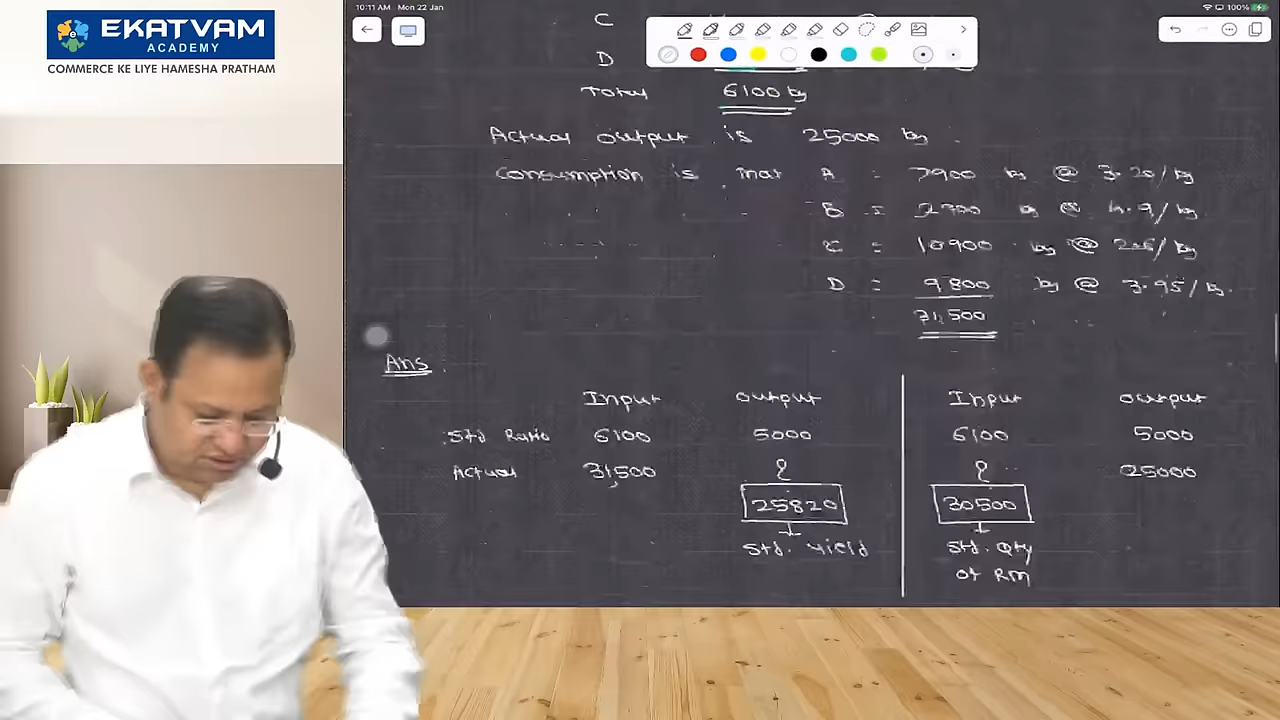 EKATVAM
ACADEMY
COMMERCE KE LIYE HAMESHA PRATHAM
10:11 AM Mon 22 Jan
100%
C
D
Total 6100 kg
Actual output is 25000 kg.
Consumption is mat A = 7900 kg @ 3.20/kg
B = kg @ 4.9/kg
C = 10900 kg @ 2.6/kg
D = 9800 kg @ 3.95/kg.
31,500
Ans
Input output Input output
Std Ratio 6100 5000 6100 5000
Actual 31,500 ? ? 25000
25820 30500
Std. Yield Std. Qty
of RM